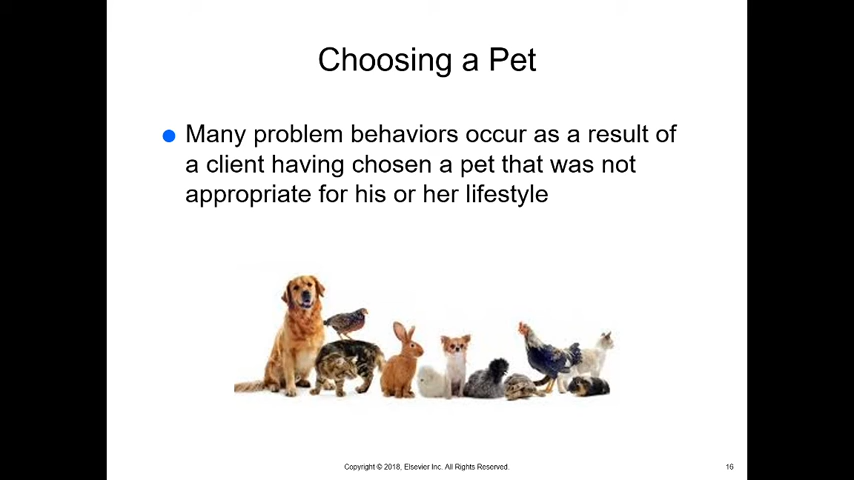 Choosing a Pet
Many problem behaviors occur as a result of
a client having chosen a pet that was not
appropriate for his or her lifestyle
Copyright © 2018, Elsevier Inc. All Rights Reserved.
16